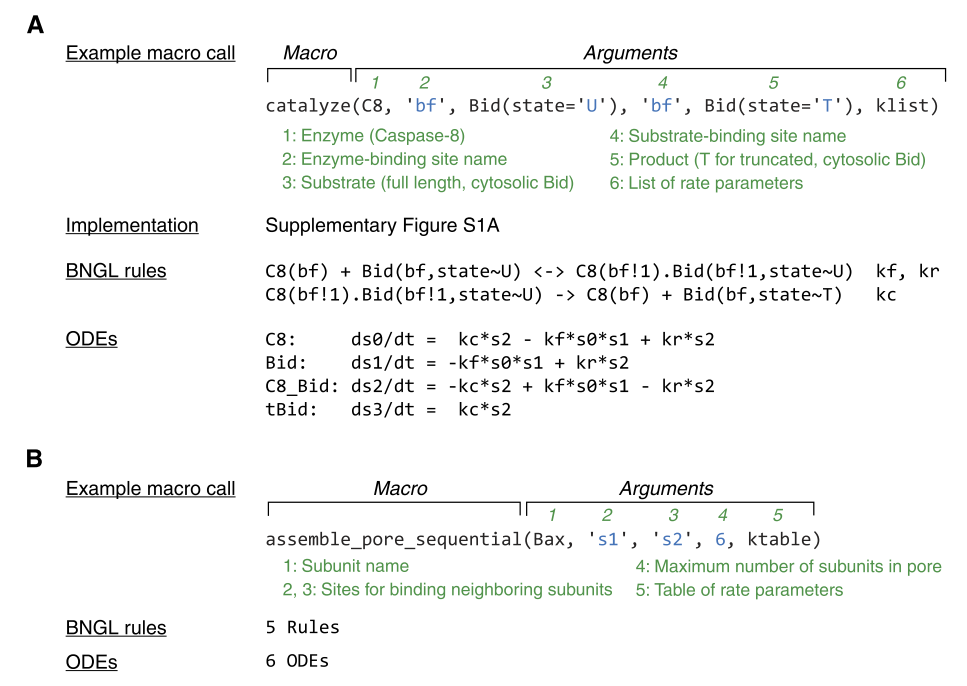 A
Example macro call Macro Arguments
1 2 3 4 5 6
catalyze(C8, 'bf', Bid(state='U'), 'bf', Bid(state='T'), klist)
1: Enzyme (Caspase-8) 4: Substrate-binding site name
2: Enzyme-binding site name 5: Product (T for truncated, cytosolic Bid)
3: Substrate (full length, cytosolic Bid) 6: List of rate parameters
Implementation Supplementary Figure S1A
BNGL rules C8(bf) + Bid(bf,state~U) <-> C8(bf!1).Bid(bf!1,state~U) kf, kr
C8(bf!1).Bid(bf!1,state~U) -> C8(bf) + Bid(bf,state~T) kc
ODEs C8: ds0/dt = kc*s2 - kf*s0*s1 + kr*s2
Bid: ds1/dt = -kf*s0*s1 + kr*s2
C8_Bid: ds2/dt = -kc*s2 + kf*s0*s1 - kr*s2
tBid: ds3/dt = kc*s2
B
Example macro call Macro Arguments
1 2 3 4 5
assemble_pore_sequential(Bax, 's1', 's2', 6, ktable)
1: Subunit name 4: Maximum number of subunits in pore
2, 3: Sites for binding neighboring subunits 5: Table of rate parameters
BNGL rules 5 Rules
ODEs 6 ODEs